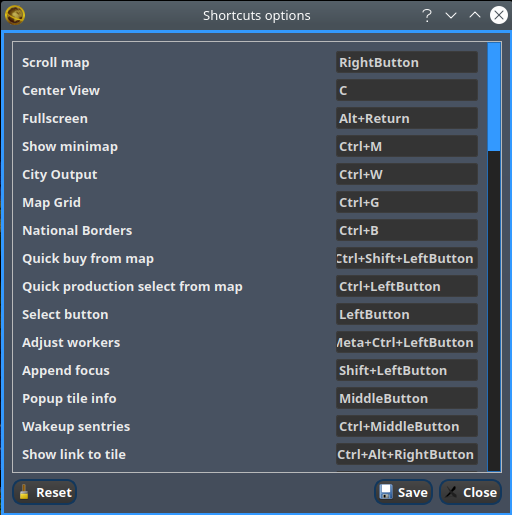 Shortcuts options
Scroll map RightButton
Center View C
Fullscreen Alt+Return
Show minimap Ctrl+M
City Output Ctrl+W
Map Grid Ctrl+G
National Borders Ctrl+B
Quick buy from map Ctrl+Shift+LeftButton
Quick production select from map Ctrl+LeftButton
Select button LeftButton
Adjust workers Meta+Ctrl+LeftButton
Append focus Shift+LeftButton
Popup tile info MiddleButton
Wakeup sentries Ctrl+MiddleButton
Show link to tile Ctrl+Alt+RightButton
Reset Save Close